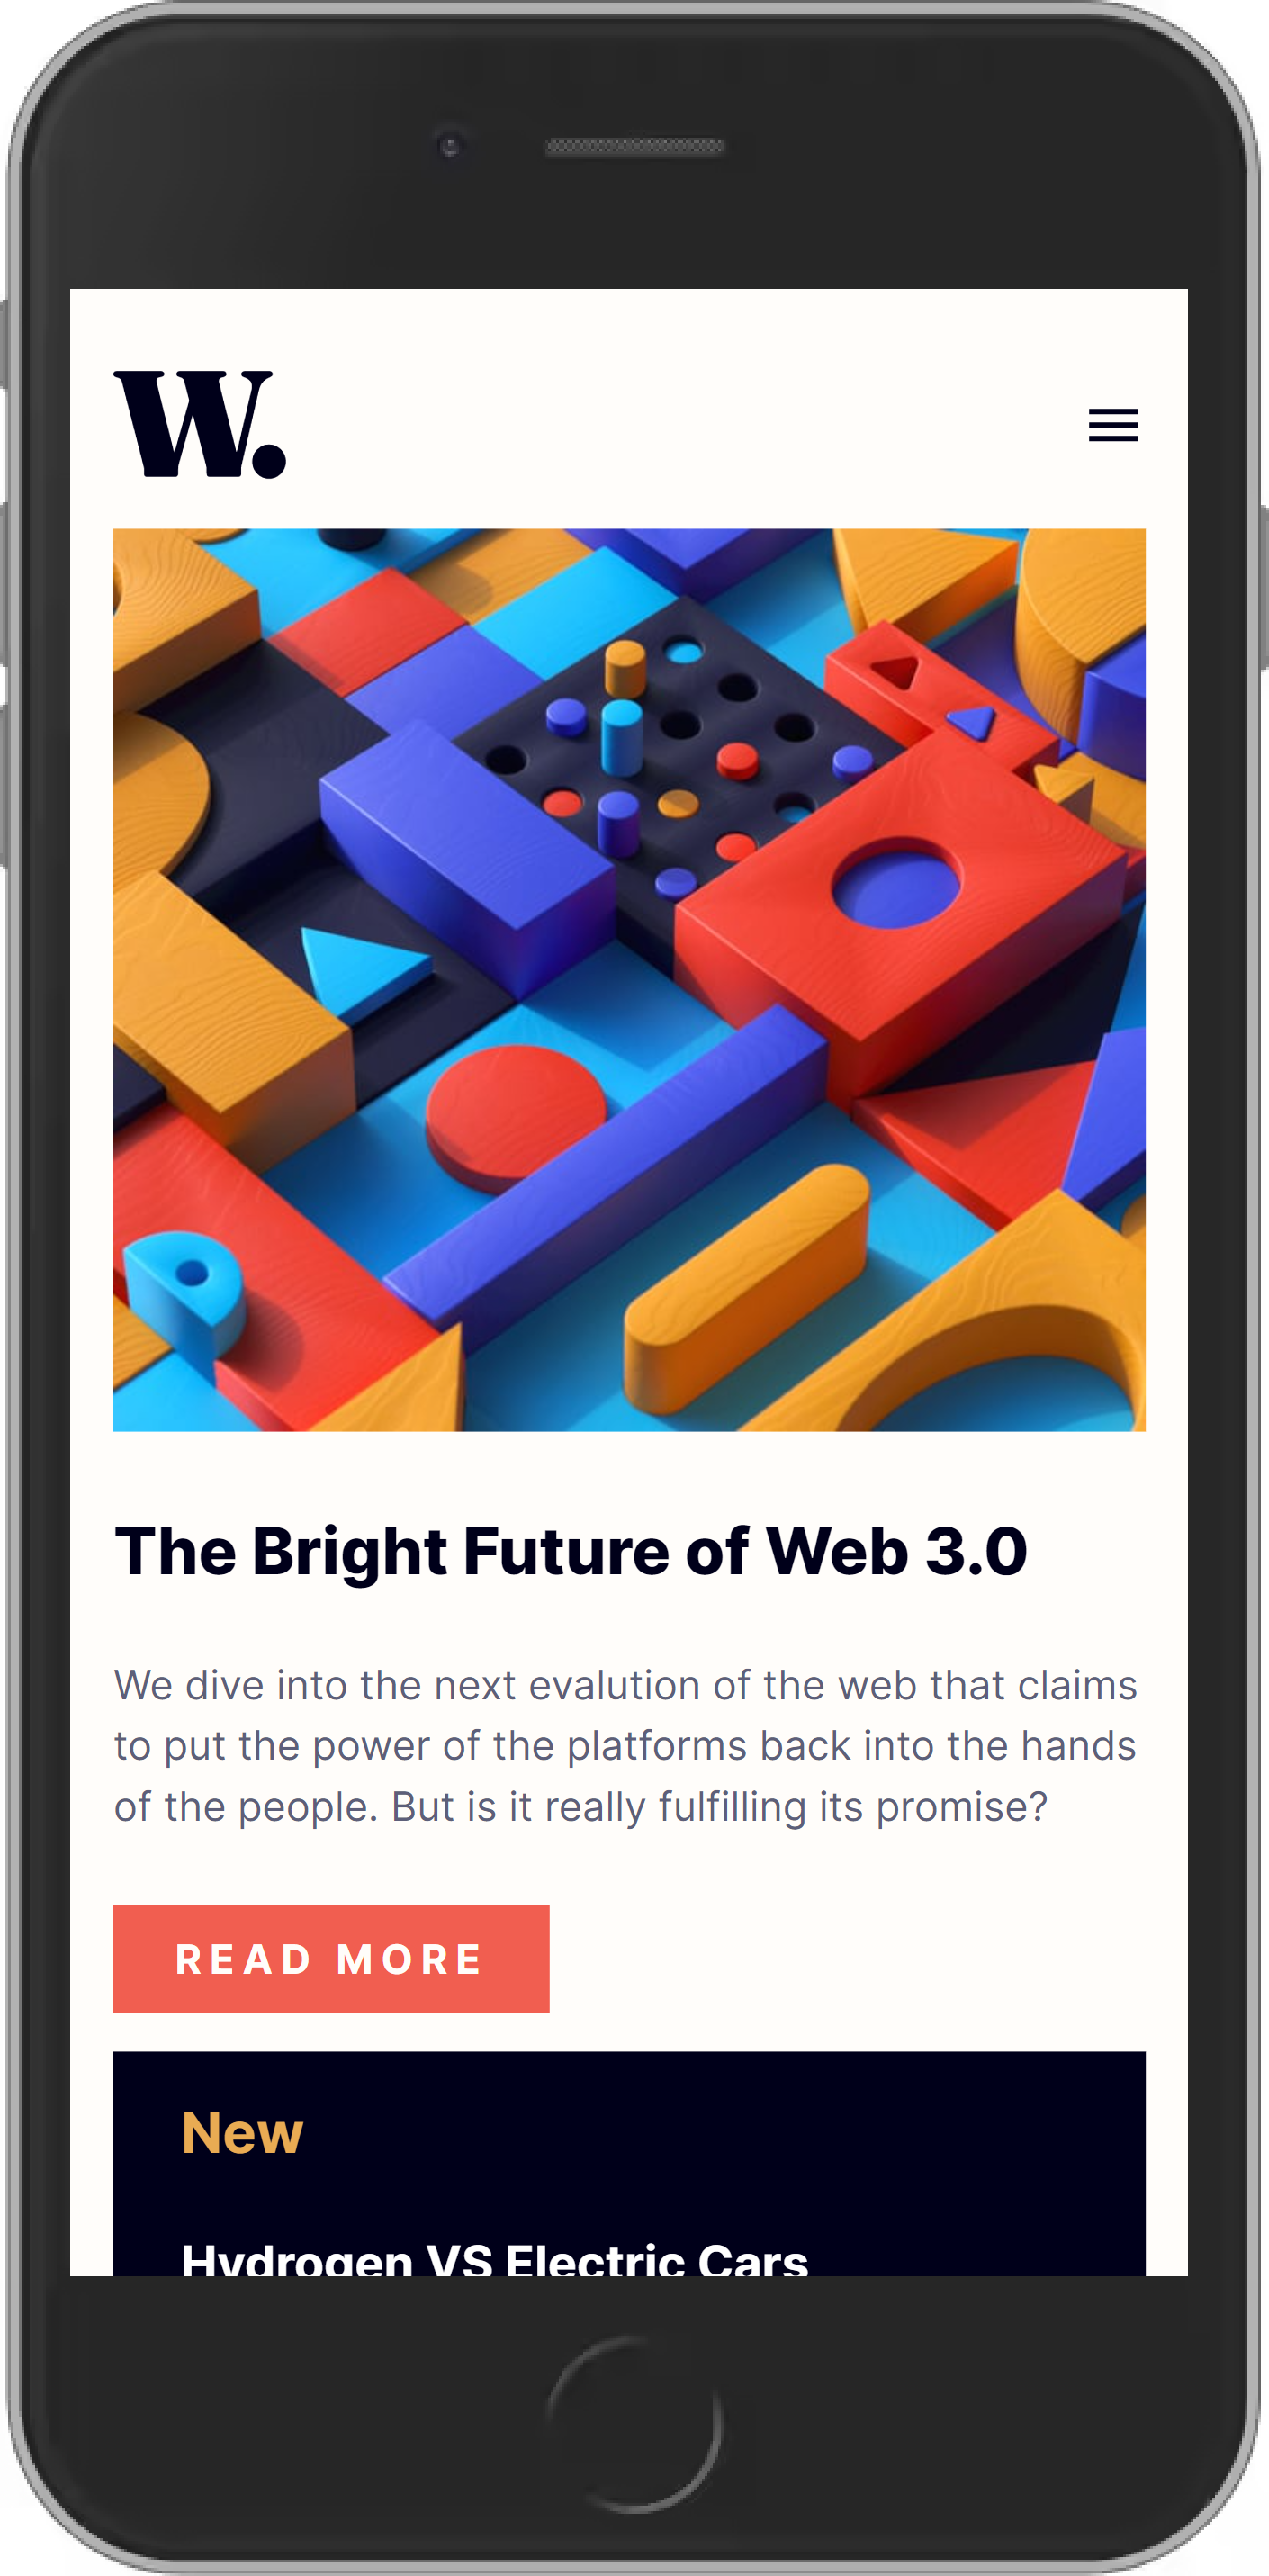 W.
The Bright Future of Web 3.0
We dive into the next evalution of the web that claims
to put the power of the platforms back into the hands
of the people. But is it really fulfilling its promise?
READ MORE
New
Hydrogen VS Electric Cars